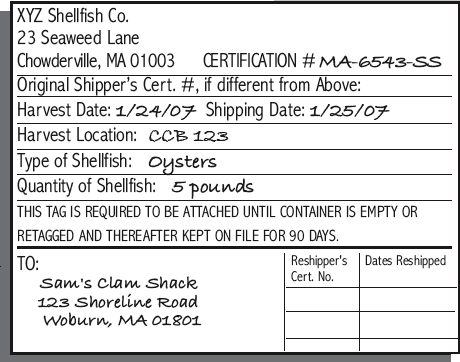 XYZ Shellfish Co.
23 Seaweed Lane
Chowderville, MA 01003 CERTIFICATION # MA-6543-SS
Original Shipper's Cert. #, if different from Above:
Harvest Date: 1/24/07 Shipping Date: 1/25/07
Harvest Location: CCB 123
Type of Shellfish: Oysters
Quantity of Shellfish: 5 pounds
THIS TAG IS REQUIRED TO BE ATTACHED UNTIL CONTAINER IS EMPTY OR
RETAGGED AND THEREAFTER KEPT ON FILE FOR 90 DAYS.
TO:
Sam's Clam Shack
123 Shoreline Road
Woburn, MA 01801
Reshipper's
Cert. No.
Dates Reshipped